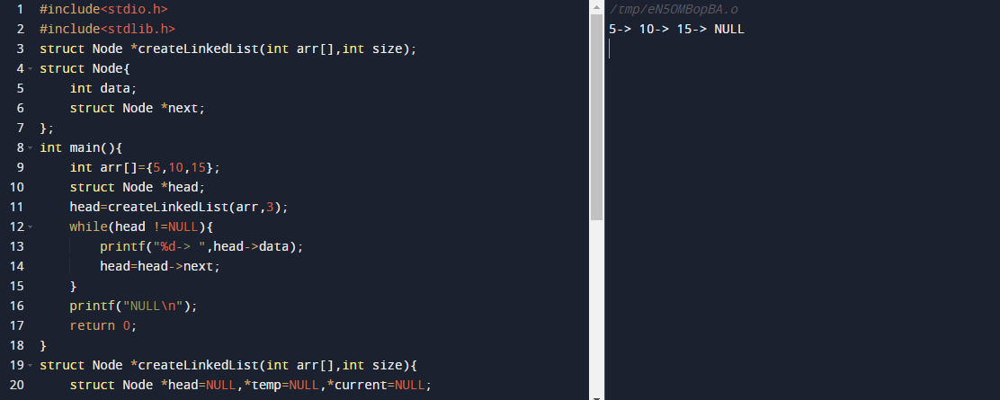 1 #include<stdio.h>
2 #include<stdlib.h>
3 struct Node *createLinkedList(int arr[],int size);
4 struct Node{
5 int data;
6 struct Node *next;
7 };
8 int main(){
9 int arr[]={5,10,15};
10 struct Node *head;
11 head=createLinkedList(arr,3);
12 while(head !=NULL){
13 printf("%d-> ",head->data);
14 head=head->next;
15 }
16 printf("NULL\n");
17 return 0;
18 }
19 struct Node *createLinkedList(int arr[],int size){
20 struct Node *head=NULL,*temp=NULL,*current=NULL;
/tmp/eN5OMBopBA.o
5-> 10-> 15-> NULL